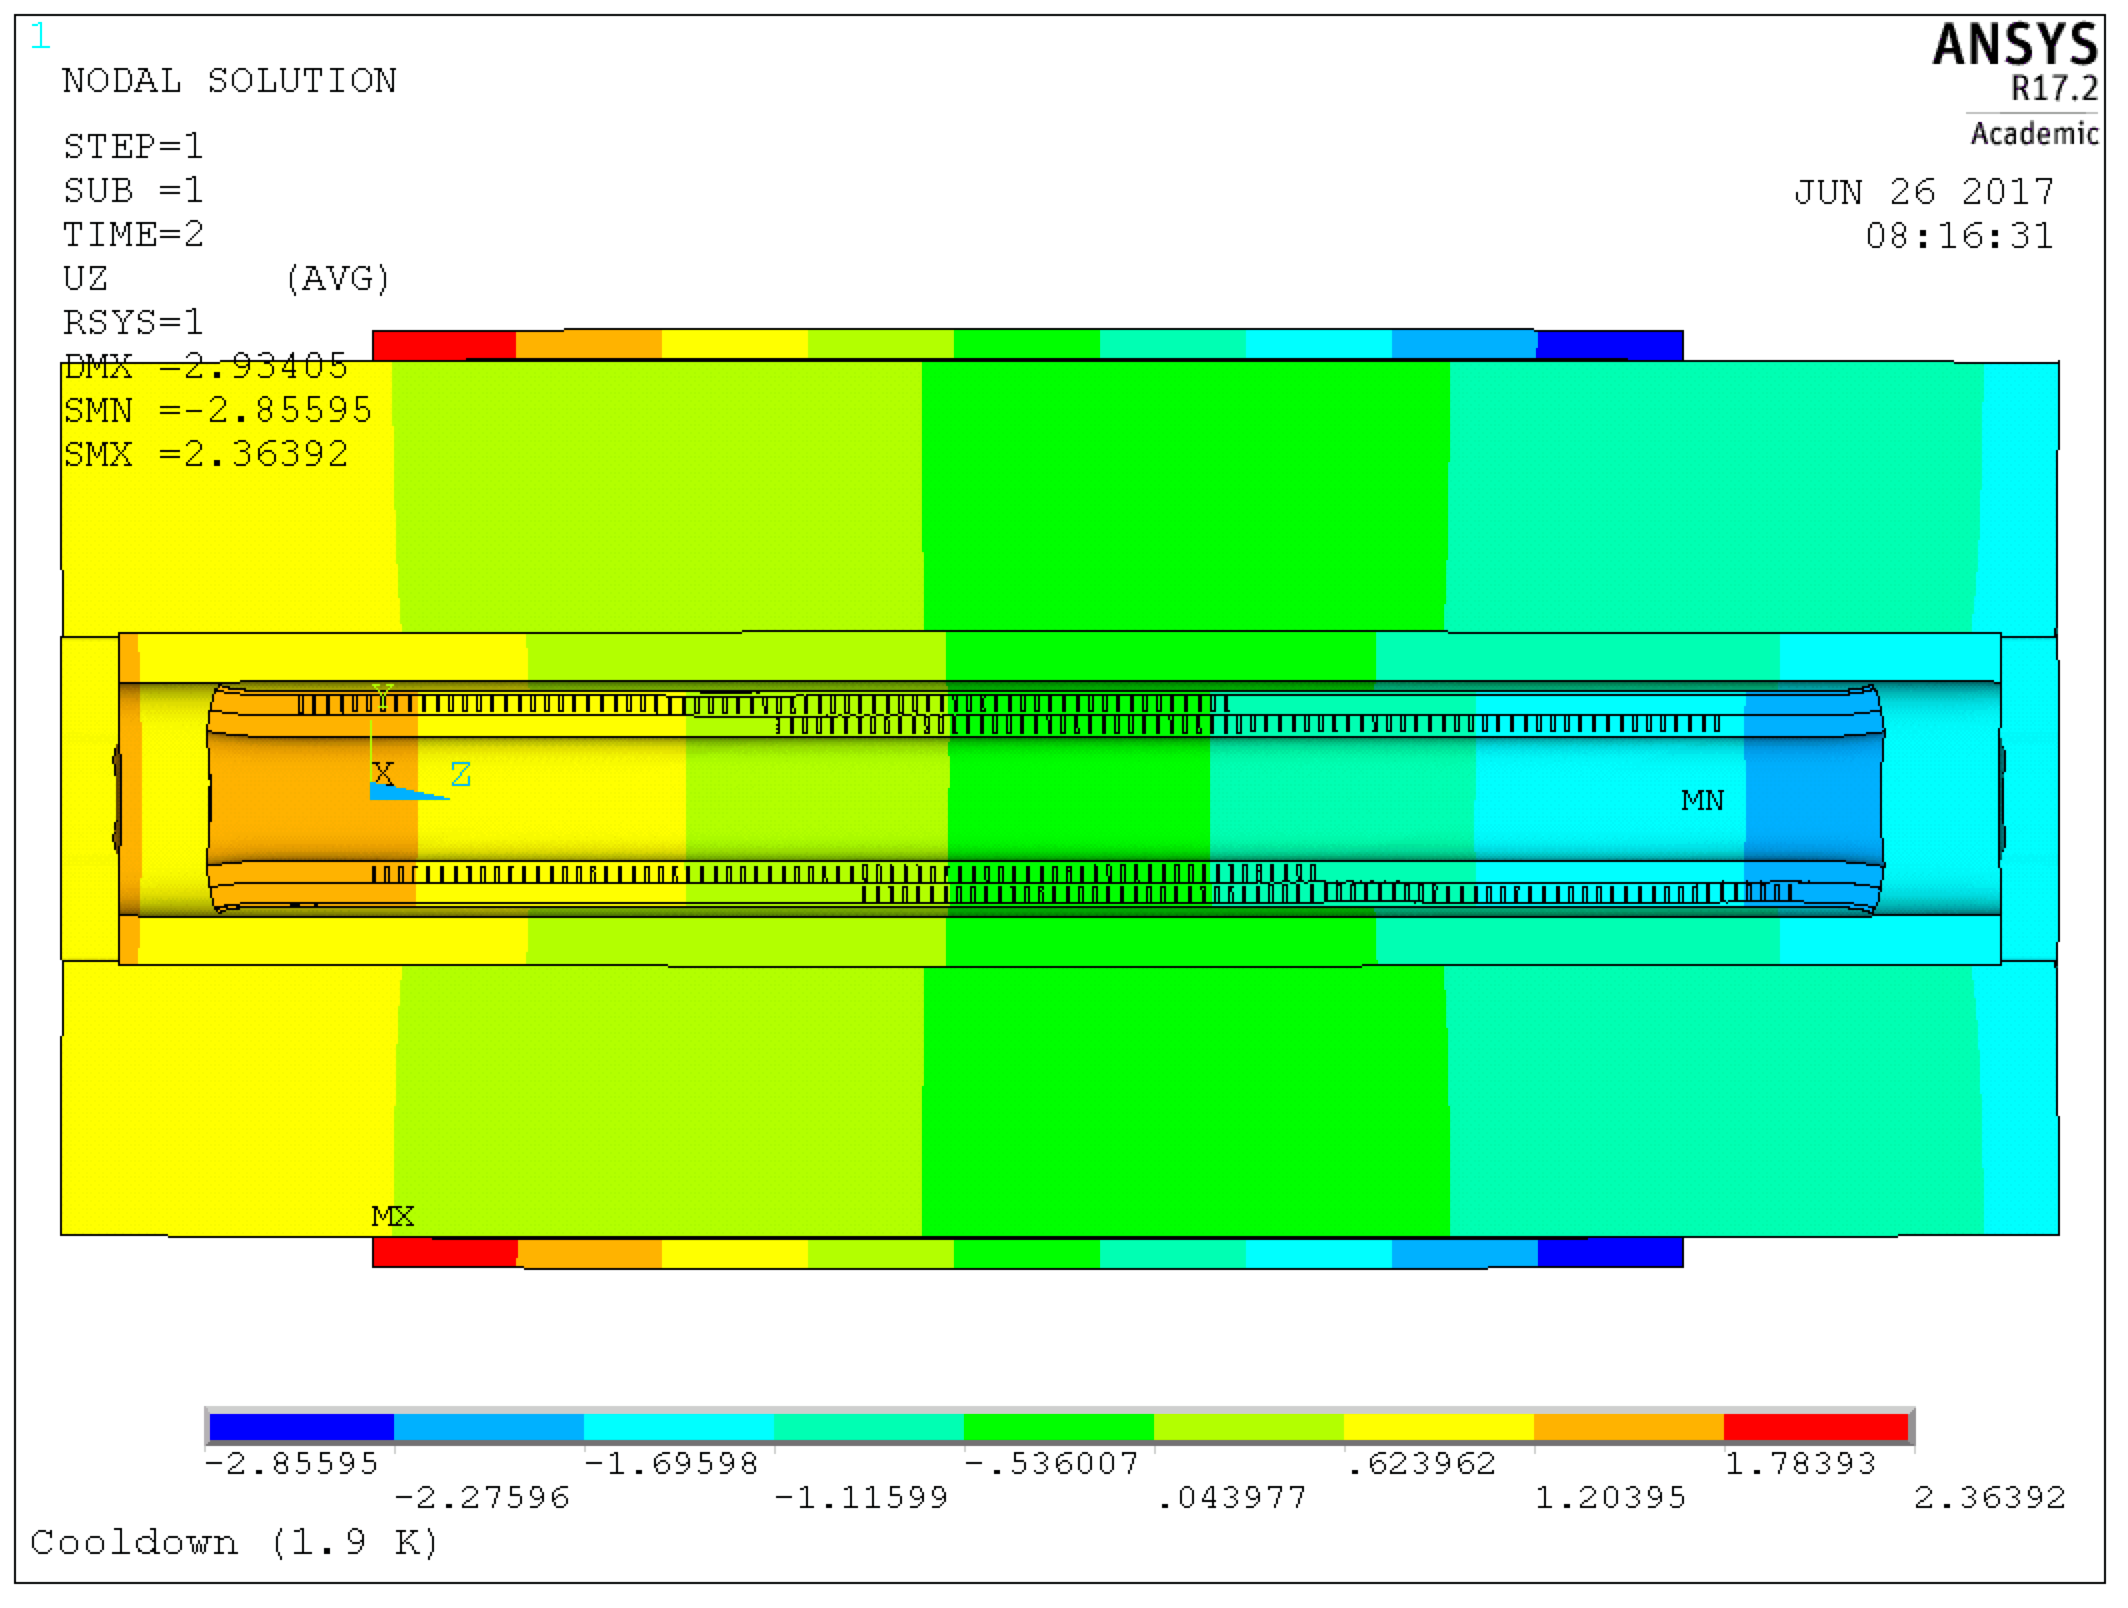 1
ANSYS
R17.2
Academic
NODAL SOLUTION
STEP=1
SUB =1
TIME=2
UZ (AVG)
RSYS=1
DMX =2.93405
SMN =-2.85595
SMX =2.36392
JUN 26 2017
08:16:31
Y
X Z
MN
MX
-2.85595 -1.69598 -.536007 .623962 1.78393
-2.27596 -1.11599 .043977 1.20395 2.36392
Cooldown (1.9 K)